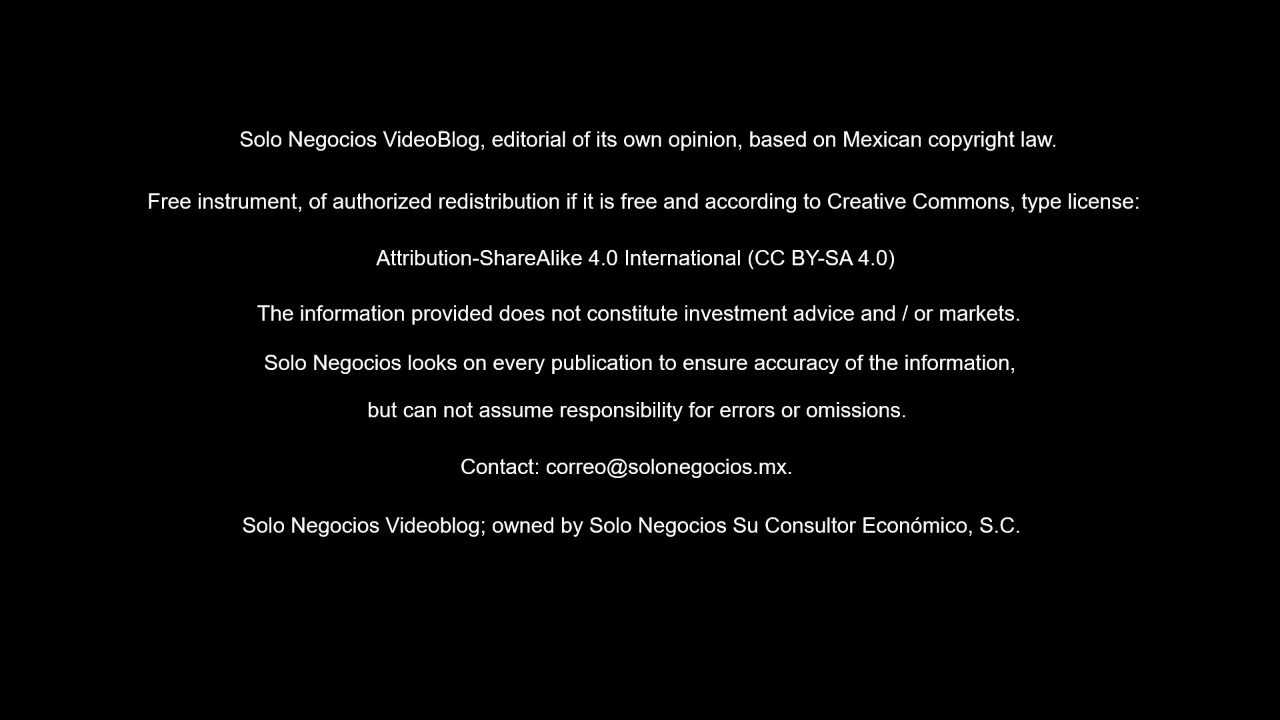 Solo Negocios VideoBlog, editorial of its own opinion, based on Mexican copyright law.
Free instrument, of authorized redistribution if it is free and according to Creative Commons, type license:
Attribution-ShareAlike 4.0 International (CC BY-SA 4.0)
The information provided does not constitute investment advice and / or markets.
Solo Negocios looks on every publication to ensure accuracy of the information,
but can not assume responsibility for errors or omissions.
Contact: correo@solonegocios.mx.
Solo Negocios Videoblog; owned by Solo Negocios Su Consultor Económico, S.C.